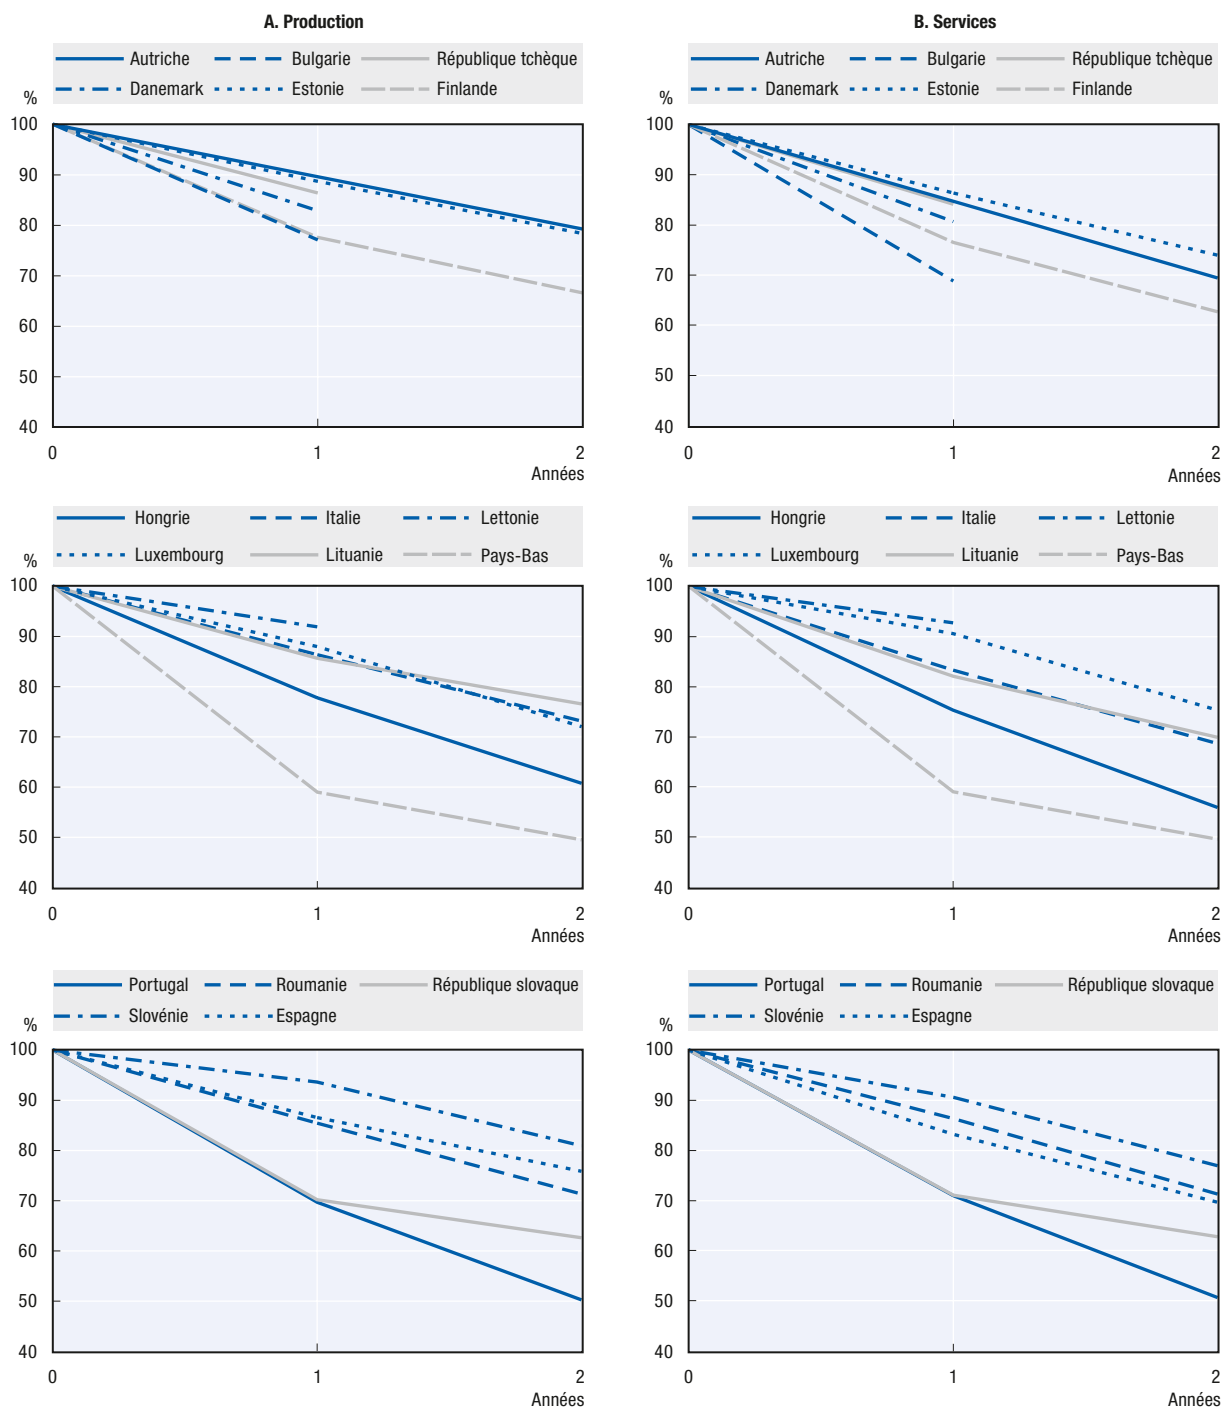 A. Production
Autriche Bulgarie République tchèque
Danemark Estonie Finlande
%
100
90
80
70
60
50
40
0 1 2
Années
B. Services
Autriche Bulgarie République tchèque
Danemark Estonie Finlande
%
100
90
80
70
60
50
40
0 1 2
Années
Hongrie Italie Lettonie
Luxembourg Lituanie Pays-Bas
%
100
90
80
70
60
50
40
0 1 2
Années
Hongrie Italie Lettonie
Luxembourg Lituanie Pays-Bas
%
100
90
80
70
60
50
40
0 1 2
Années
Portugal Roumanie République slovaque
Slovénie Espagne
%
100
90
80
70
60
50
40
0 1 2
Années
Portugal Roumanie République slovaque
Slovénie Espagne
%
100
90
80
70
60
50
40
0 1 2
Années